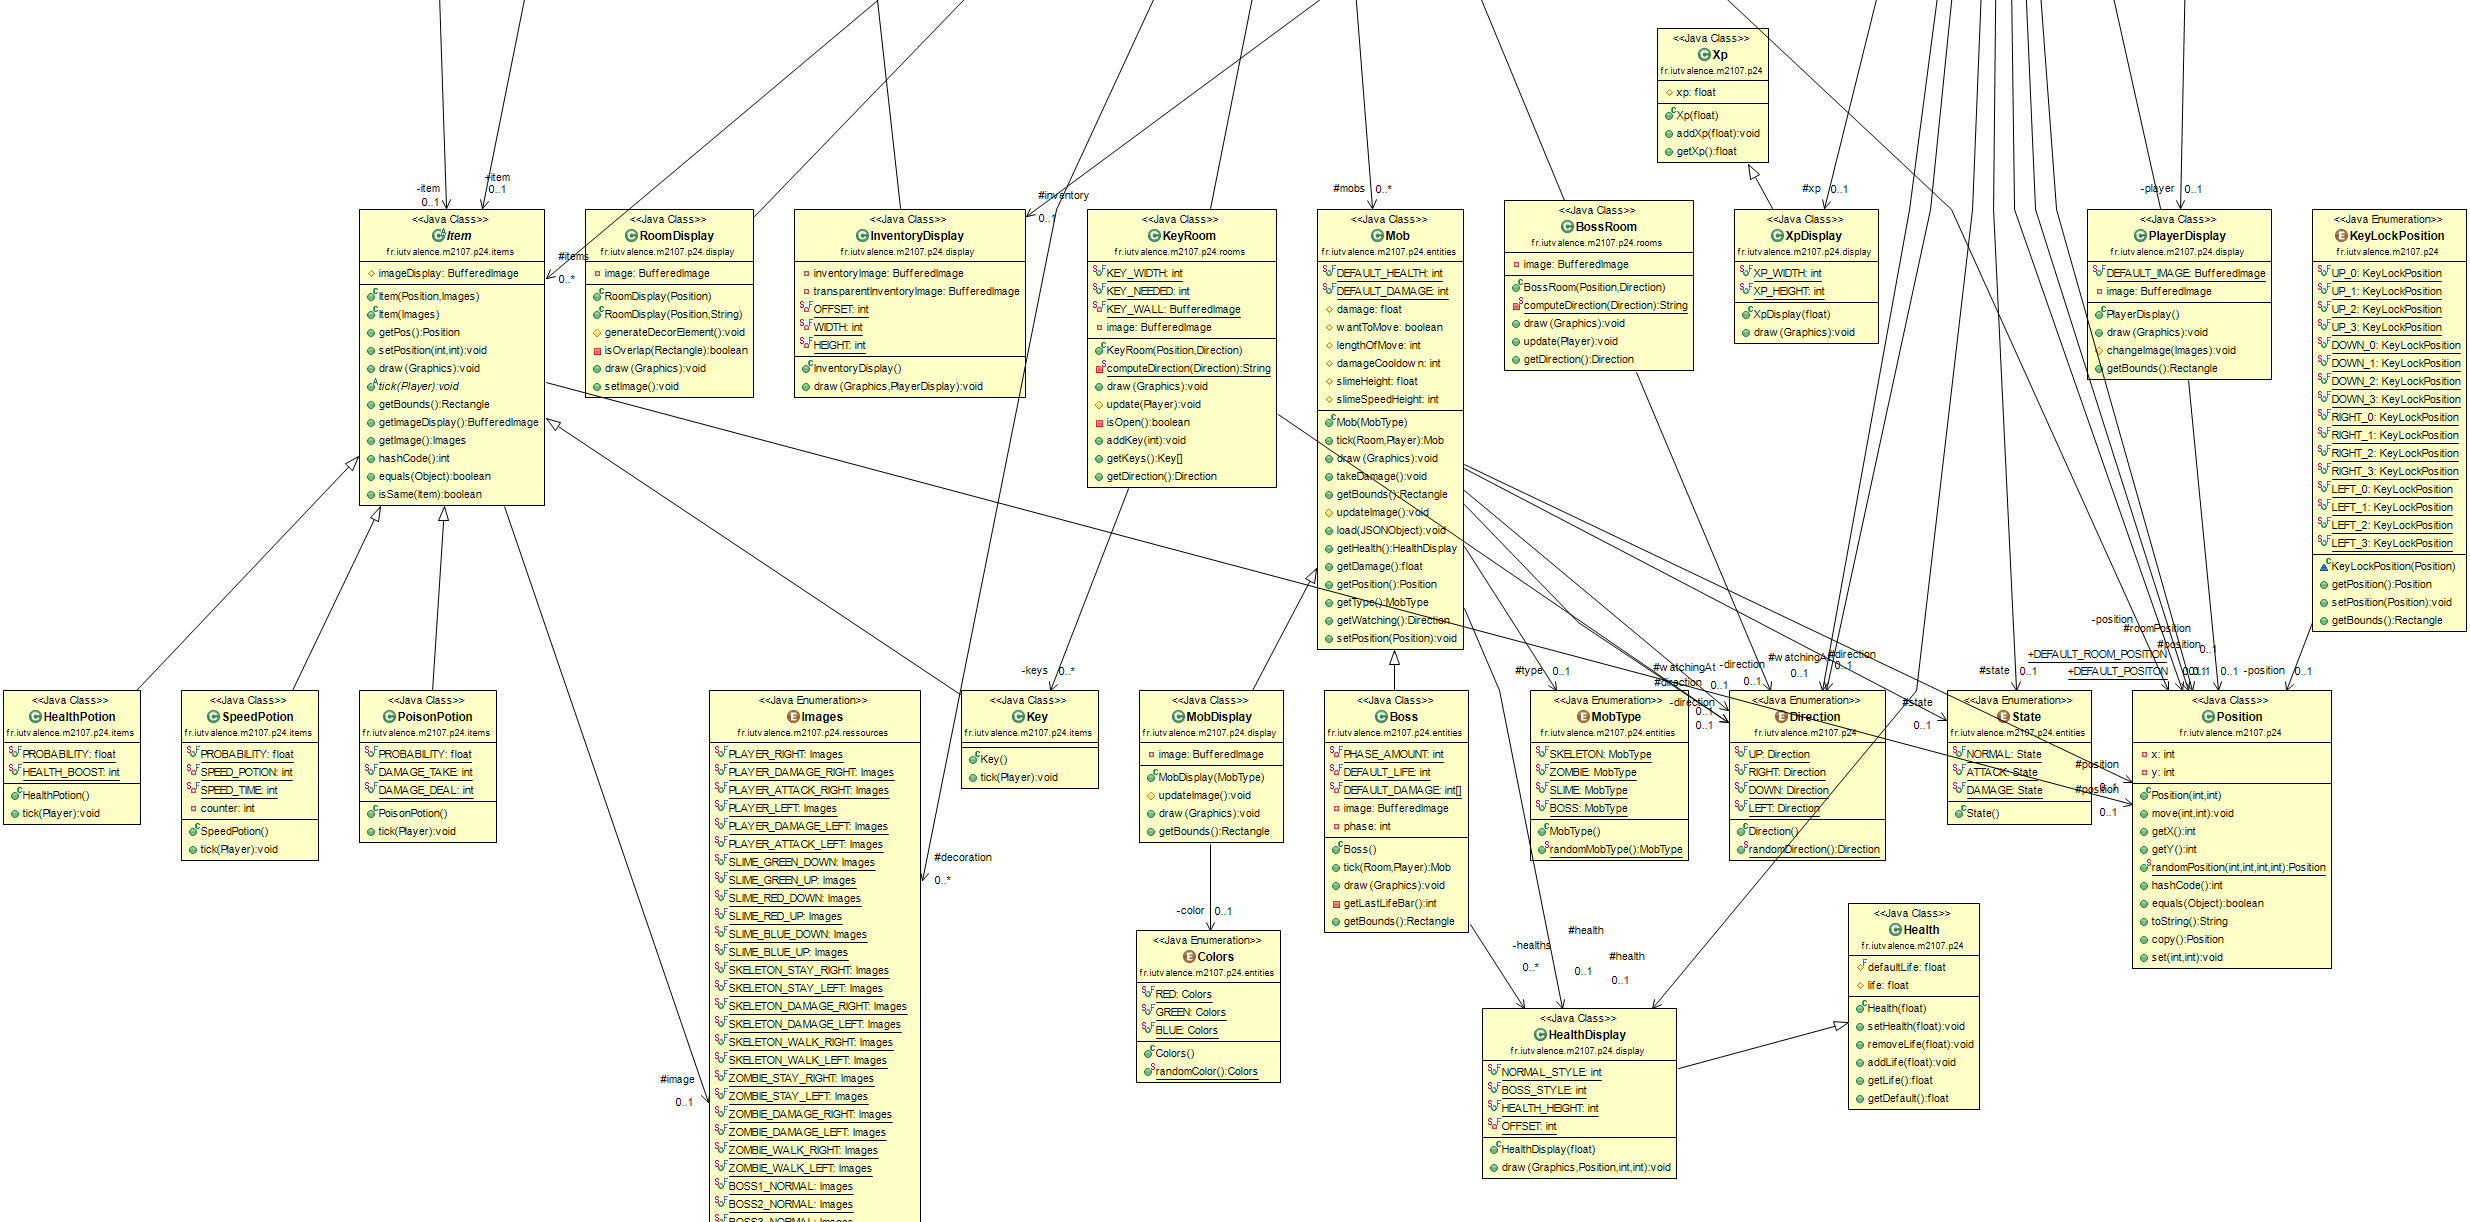 <<Java Class>>
Xp
fr.iutvalence.m2107.p24
xp: float
Xp(float)
addXp(float):void
getXp():float
-item
0..1
+item
0..1
#items
0..*
#inventory
0..1
#mobs
0..*
#xp
0..1
-player
0..1
<<Java Class>>
Item
fr.iutvalence.m2107.p24.items
imageDisplay: BufferedImage
Item(Position,Images)
Item(Images)
getPos():Position
setPosition(int,int):void
draw(Graphics):void
tick(Player):void
getBounds():Rectangle
getImageDisplay():BufferedImage
getImage():Images
hashCode():int
equals(Object):boolean
isSame(Item):boolean
<<Java Class>>
RoomDisplay
fr.iutvalence.m2107.p24.display
image: BufferedImage
RoomDisplay(Position)
RoomDisplay(Position,String)
generateDecorElement():void
isOverlap(Rectangle):boolean
draw(Graphics):void
setImage():void
<<Java Class>>
InventoryDisplay
fr.iutvalence.m2107.p24.display
inventoryImage: BufferedImage
transparentInventoryImage: BufferedImage
OFFSET: int
WIDTH: int
HEIGHT: int
InventoryDisplay()
draw(Graphics,PlayerDisplay):void
<<Java Class>>
KeyRoom
fr.iutvalence.m2107.p24.rooms
KEY_WIDTH: int
KEY_NEEDED: int
KEY_WALL: BufferedImage
image: BufferedImage
KeyRoom(Position,Direction)
computeDirection(Direction):String
draw(Graphics):void
update(Player):void
isOpen():boolean
addKey(int):void
getKeys():Key[]
getDirection():Direction
<<Java Class>>
Mob
fr.iutvalence.m2107.p24.entities
DEFAULT_HEALTH: int
DEFAULT_DAMAGE: int
damage: float
wantToMove: boolean
lengthOfMove: int
damageCooldown: int
slimeHeight: float
slimeSpeedHeight: int
Mob(MobType)
tick(Room,Player):Mob
draw(Graphics):void
takeDamage():void
getBounds():Rectangle
updateImage():void
load(JSONObject):void
getHealth():HealthDisplay
getDamage():float
getPosition():Position
getType():MobType
getWatching():Direction
setPosition(Position):void
<<Java Class>>
BossRoom
fr.iutvalence.m2107.p24.rooms
image: BufferedImage
BossRoom(Position,Direction)
computeDirection(Direction):String
draw(Graphics):void
update(Player):void
getDirection():Direction
<<Java Class>>
XpDisplay
fr.iutvalence.m2107.p24.display
XP_WIDTH: int
XP_HEIGHT: int
XpDisplay(float)
draw(Graphics):void
<<Java Class>>
PlayerDisplay
fr.iutvalence.m2107.p24.display
DEFAULT_IMAGE: BufferedImage
image: BufferedImage
PlayerDisplay()
draw(Graphics):void
changeImage(Images):void
getBounds():Rectangle
<<Java Enumeration>>
KeyLockPosition
fr.iutvalence.m2107.p24
UP_0: KeyLockPosition
UP_1: KeyLockPosition
UP_2: KeyLockPosition
UP_3: KeyLockPosition
DOWN_0: KeyLockPosition
DOWN_1: KeyLockPosition
DOWN_2: KeyLockPosition
DOWN_3: KeyLockPosition
RIGHT_0: KeyLockPosition
RIGHT_1: KeyLockPosition
RIGHT_2: KeyLockPosition
RIGHT_3: KeyLockPosition
LEFT_0: KeyLockPosition
LEFT_1: KeyLockPosition
LEFT_2: KeyLockPosition
LEFT_3: KeyLockPosition
KeyLockPosition(Position)
getPosition():Position
setPosition(Position):void
getBounds():Rectangle
-keys
0..*
#type
0..1
#watchingAt
0..1
-direction
0..1
#direction
-direction
0..1
0..1
#watchingAt
0..1
#direction
0..1
#state
0..1
#state
0..1
-position
#roomPosition
#position
0..1
+DEFAULT_ROOM_POSITION
+DEFAULT_POSITON
0..1
-position
0..1
#position
0..1
#position
0..1
<<Java Class>>
HealthPotion
fr.iutvalence.m2107.p24.items
PROBABILITY: float
HEALTH_BOOST: int
HealthPotion()
tick(Player):void
<<Java Class>>
SpeedPotion
fr.iutvalence.m2107.p24.items
PROBABILITY: float
SPEED_POTION: int
SPEED_TIME: int
counter: int
SpeedPotion()
tick(Player):void
<<Java Class>>
PoisonPotion
fr.iutvalence.m2107.p24.items
PROBABILITY: float
DAMAGE_TAKE: int
DAMAGE_DEAL: int
PoisonPotion()
tick(Player):void
#image
0..1
<<Java Enumeration>>
Images
fr.iutvalence.m2107.p24.ressources
PLAYER_RIGHT: Images
PLAYER_DAMAGE_RIGHT: Images
PLAYER_ATTACK_RIGHT: Images
PLAYER_LEFT: Images
PLAYER_DAMAGE_LEFT: Images
PLAYER_ATTACK_LEFT: Images
SLIME_GREEN_DOWN: Images
SLIME_GREEN_UP: Images
SLIME_RED_DOWN: Images
SLIME_RED_UP: Images
SLIME_BLUE_DOWN: Images
SLIME_BLUE_UP: Images
SKELETON_STAY_RIGHT: Images
SKELETON_STAY_LEFT: Images
SKELETON_DAMAGE_RIGHT: Images
SKELETON_DAMAGE_LEFT: Images
SKELETON_WALK_RIGHT: Images
SKELETON_WALK_LEFT: Images
ZOMBIE_STAY_RIGHT: Images
ZOMBIE_STAY_LEFT: Images
ZOMBIE_DAMAGE_RIGHT: Images
ZOMBIE_DAMAGE_LEFT: Images
ZOMBIE_WALK_RIGHT: Images
ZOMBIE_WALK_LEFT: Images
BOSS1_NORMAL: Images
BOSS2_NORMAL: Images
BOSS3_NORMAL: Images
#decoration
0..*
<<Java Class>>
Key
fr.iutvalence.m2107.p24.items
Key()
tick(Player):void
<<Java Class>>
MobDisplay
fr.iutvalence.m2107.p24.display
image: BufferedImage
MobDisplay(MobType)
updateImage():void
draw(Graphics):void
getBounds():Rectangle
-color
0..1
<<Java Enumeration>>
Colors
fr.iutvalence.m2107.p24.entities
RED: Colors
GREEN: Colors
BLUE: Colors
Colors()
randomColor():Colors
<<Java Class>>
Boss
fr.iutvalence.m2107.p24.entities
PHASE_AMOUNT: int
DEFAULT_LIFE: int
DEFAULT_DAMAGE: int[]
image: BufferedImage
phase: int
Boss()
tick(Room,Player):Mob
draw(Graphics):void
getLastLifeBar():int
getBounds():Rectangle
<<Java Enumeration>>
MobType
fr.iutvalence.m2107.p24.entities
SKELETON: MobType
ZOMBIE: MobType
SLIME: MobType
BOSS: MobType
MobType()
randomMobType():MobType
<<Java Enumeration>>
Direction
fr.iutvalence.m2107.p24
UP: Direction
RIGHT: Direction
DOWN: Direction
LEFT: Direction
Direction()
randomDirection():Direction
<<Java Enumeration>>
State
fr.iutvalence.m2107.p24.entities
NORMAL: State
ATTACK: State
DAMAGE: State
State()
<<Java Class>>
Position
fr.iutvalence.m2107.p24
x: int
y: int
Position(int,int)
move(int,int):void
getX():int
getY():int
randomPosition(int,int,int,int):Position
hashCode():int
equals(Object):boolean
toString():String
copy():Position
set(int,int):void
-healths
0..*
#health
0..1
#health
0..1
<<Java Class>>
HealthDisplay
fr.iutvalence.m2107.p24.display
NORMAL_STYLE: int
BOSS_STYLE: int
HEALTH_HEIGHT: int
OFFSET: int
HealthDisplay(float)
draw(Graphics,Position,int,int):void
<<Java Class>>
Health
fr.iutvalence.m2107.p24
defaultLife: float
life: float
Health(float)
setHealth(float):void
removeLife(float):void
addLife(float):void
getLife():float
getDefault():float